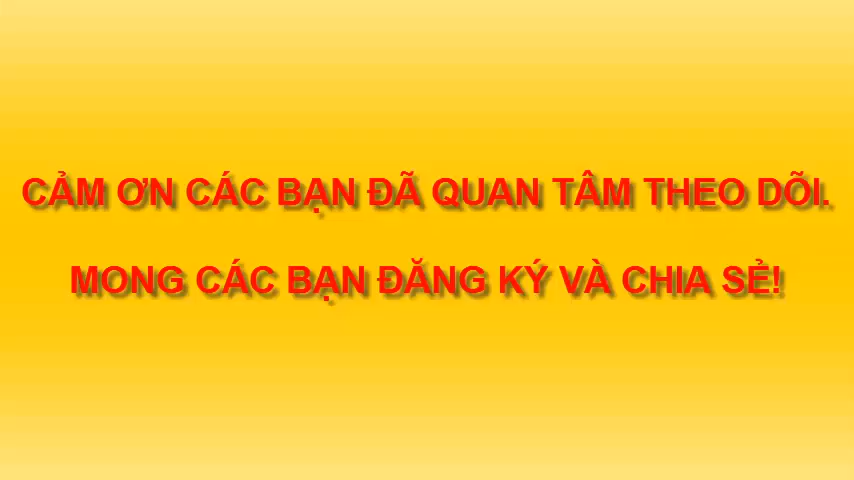 CẢM ƠN CÁC BẠN ĐÃ QUAN TÂM THEO DÕI.
MONG CÁC BẠN ĐĂNG KÝ VÀ CHIA SẺ!